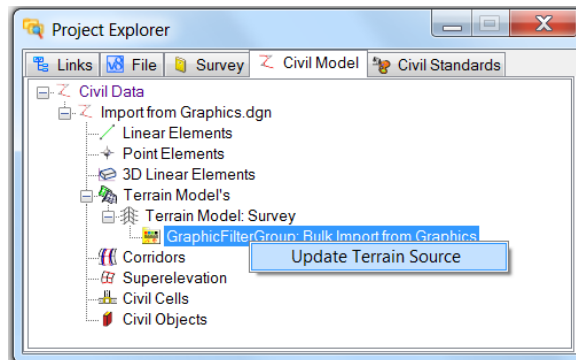 Project Explorer
X
Links V8 File Survey Civil Model Civil Standards
Civil Data
Import from Graphics.dgn
Linear Elements
Point Elements
3D Linear Elements
Terrain Model's
Terrain Model: Survey
GraphicFilterGroup: Bulk Import from Graphics
Update Terrain Source
Corridors
Superelevation
Civil Cells
Civil Objects